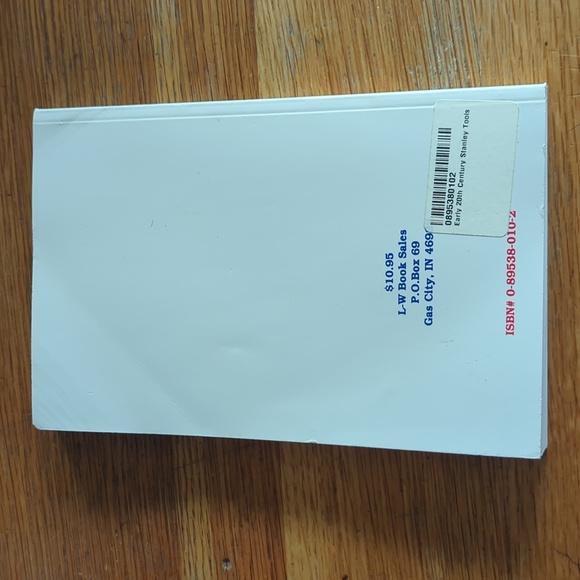 0895380102
Early 20th Century Stanley Tools
$10.95
L-W Book Sales
P.O.Box 69
Gas City, IN
ISBN# 0-89538-010-2